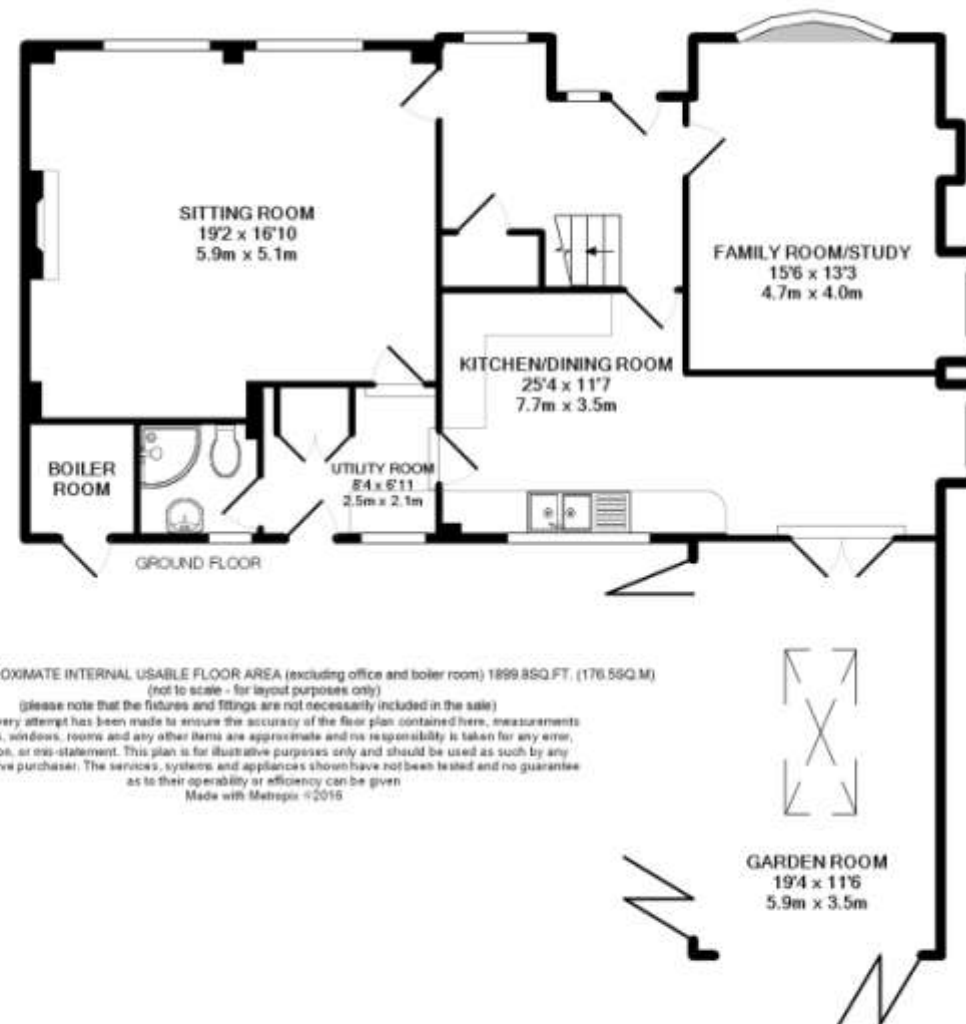 SITTING ROOM
19'2 x 16'10
5.9m x 5.1m
FAMILY ROOM/STUDY
15'6 x 13'3
4.7m x 4.0m
KITCHEN/DINING ROOM
25'4 x 11'7
7.7m x 3.5m
BOILER
ROOM
UTILITY ROOM
8'4 x 6'11
2.5m x 2.1m
GROUND FLOOR
OXIMATE INTERNAL USABLE FLOOR AREA (excluding office and boiler room) 1899.8SQ.FT. (176.5SQ.M)
(not to scale - for layout purposes only)
(please note that the fixtures and fittings are not necessarily included in the sale)
very attempt has been made to ensure the accuracy of the floor plan contained here, measurements
s, windows, rooms and any other items are approximate and no responsibility is taken for any error,
on, or mis-statement. This plan is for illustrative purposes only and should be used as such by any
ve purchaser. The services, systems and appliances shown have not been tested and no guarantee
as to their operability or efficiency can be given
Made with Metropix ©2016
GARDEN ROOM
19'4 x 11'6
5.9m x 3.5m